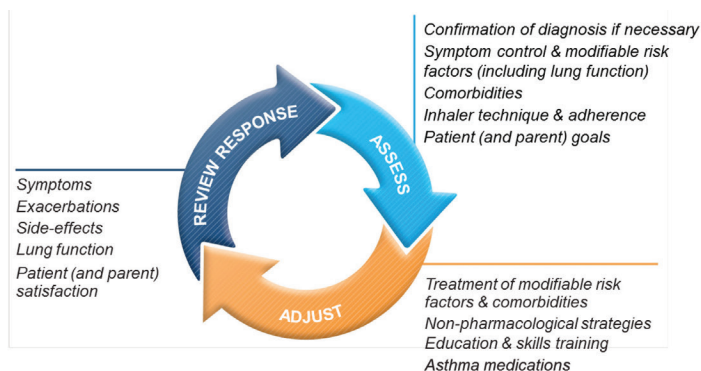 Confirmation of diagnosis if necessary
Symptom control & modifiable risk
factors (including lung function)
Comorbidities
Inhaler technique & adherence
Patient (and parent) goals
REVIEW RESPONSE
ASSESS
ADJUST
Symptoms
Exacerbations
Side-effects
Lung function
Patient (and parent)
satisfaction
Treatment of modifiable risk
factors & comorbidities
Non-pharmacological strategies
Education & skills training
Asthma medications